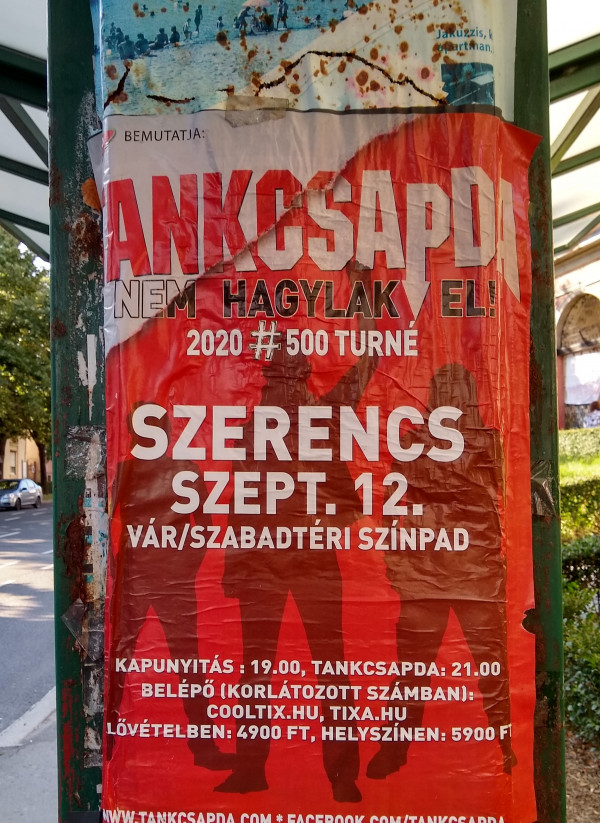 Jakuzzis, k
apartman,
BEMUTATJA:
TANKCSAPDA
NEM HAGYLAK EL!
2020 #500 TURNÉ
SZERENCS
SZEPT. 12.
VÁR/SZABADTÉRI SZÍNPAD
KAPUNYITÁS : 19.00, TANKCSAPDA: 21.00
BELÉPŐ (KORLÁTOZOTT SZÁMBAN):
COOLTIX.HU, TIXA.HU
LŐVÉTELBEN: 4900 FT, HELYSZÍNEN: 5900 FT
WWW.TANKCSAPDA.COM * FACEBOOK.COM/TANKCSAPDA